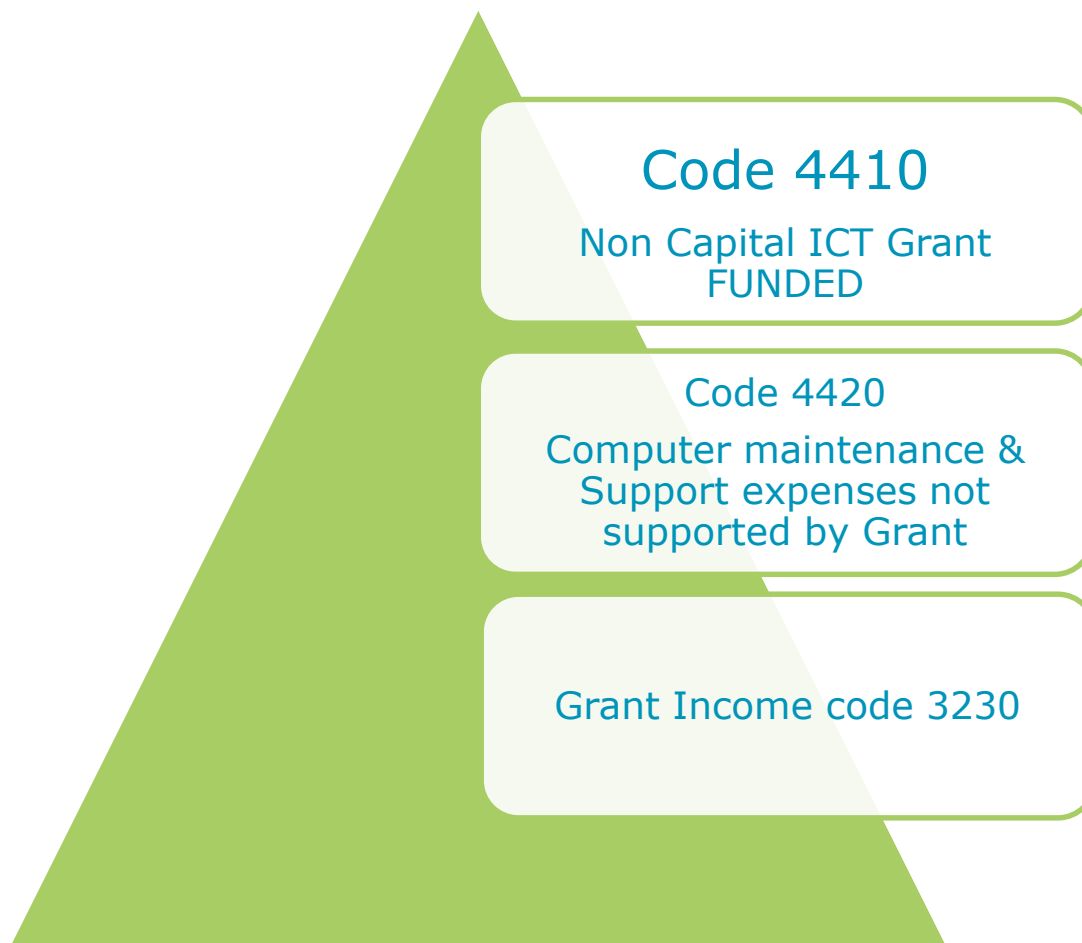 Code 4410
Non Capital ICT Grant
FUNDED
Code 4420
Computer maintenance &
Support expenses not
supported by Grant
Grant Income code 3230